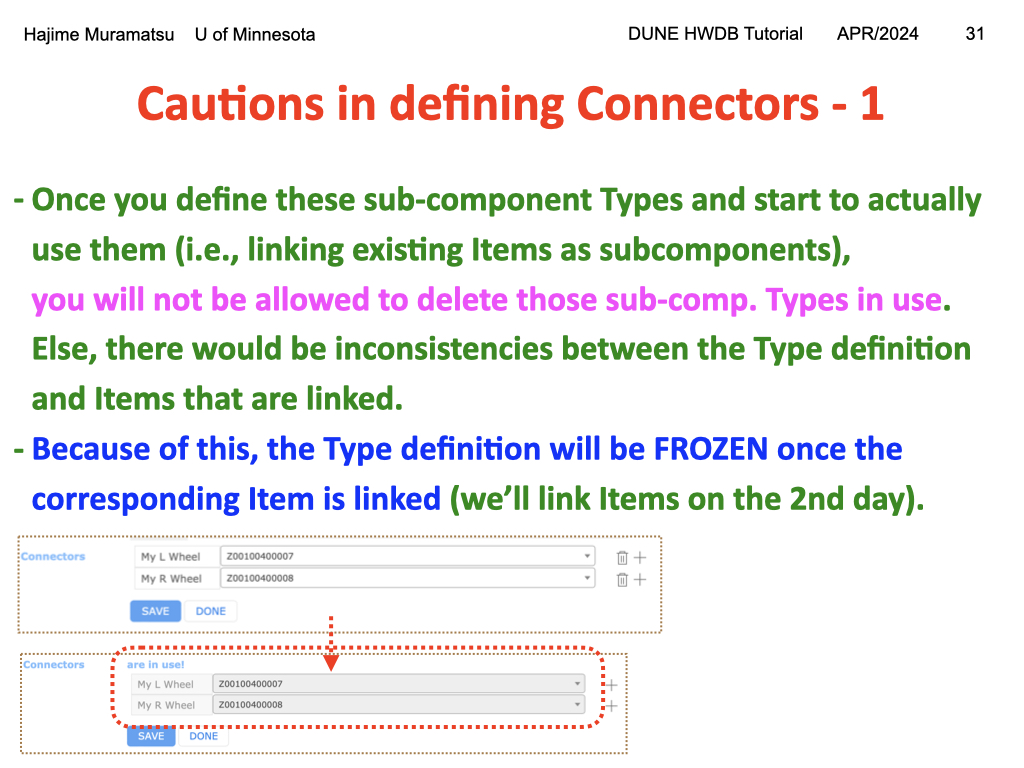 Hajime Muramatsu U of Minnesota DUNE HWDB Tutorial APR/2024 31
Cautions in defining Connectors - 1
- Once you define these sub-component Types and start to actually
use them (i.e., linking existing Items as subcomponents),
you will not be allowed to delete those sub-comp. Types in use.
Else, there would be inconsistencies between the Type definition
and Items that are linked.
- Because of this, the Type definition will be FROZEN once the
corresponding Item is linked (we’ll link Items on the 2nd day).
Connectors My L Wheel Z00100400007
My R Wheel Z00100400008
SAVE DONE
Connectors are in use!
My L Wheel Z00100400007
My R Wheel Z00100400008
SAVE DONE